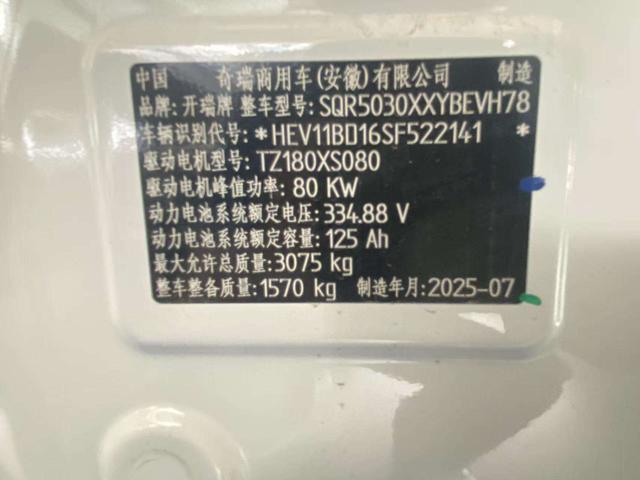 中国 奇瑞商用车(安徽)有限公司 制造
品牌:开瑞牌 整车型号:SQR5030XXYBEVH78
车辆识别代号:*HEV11BD16SF522141*
驱动电机型号:TZ180XS080
驱动电机峰值功率:80 KW
动力电池系统额定电压:334.88 V
动力电池系统额定容量:125 Ah
最大允许总质量:3075 kg
整车整备质量:1570 kg 制造年月:2025-07